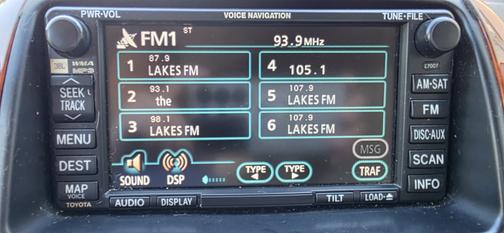 PWR·VOL
VOICE NAVIGATION
TUNE·FILE
FM1 ST 93.9MHz
JBL WMA MP3
E7007
1 87.9 LAKES FM
4 105.1
2 93.1 the
5 107.9 LAKES FM
3 98.1 LAKES FM
6 107.9 LAKES FM
SEEK TRACK
MENU
DEST
MAP VOICE
TOYOTA
AM·SAT
FM
DISC·AUX
SCAN
INFO
MSG
SOUND DSP TYPE TYPE TRAF
AUDIO DISPLAY TILT LOAD